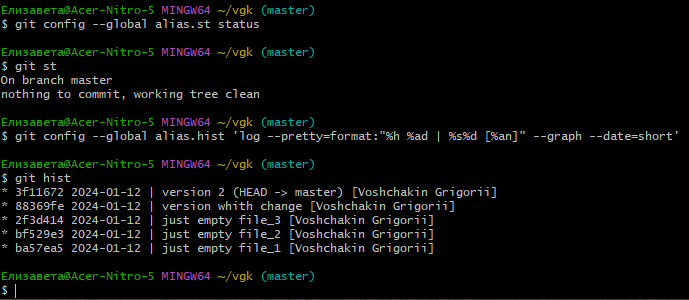 Елизавета@Acer-Nitro-5 MINGW64 ~/vgk (master)
$ git config --global alias.st status
Елизавета@Acer-Nitro-5 MINGW64 ~/vgk (master)
$ git st
On branch master
nothing to commit, working tree clean
Елизавета@Acer-Nitro-5 MINGW64 ~/vgk (master)
$ git config --global alias.hist 'log --pretty=format:"%h %ad | %s%d [%an]" --graph --date=short'
Елизавета@Acer-Nitro-5 MINGW64 ~/vgk (master)
$ git hist
* 3f11672 2024-01-12 | version 2 (HEAD -> master) [Voshchakin Grigorii]
* 88369fe 2024-01-12 | version whith change [Voshchakin Grigorii]
* 2f3d414 2024-01-12 | just empty file_3 [Voshchakin Grigorii]
* bf529e3 2024-01-12 | just empty file_2 [Voshchakin Grigorii]
* ba57ea5 2024-01-12 | just empty file_1 [Voshchakin Grigorii]
Елизавета@Acer-Nitro-5 MINGW64 ~/vgk (master)
$